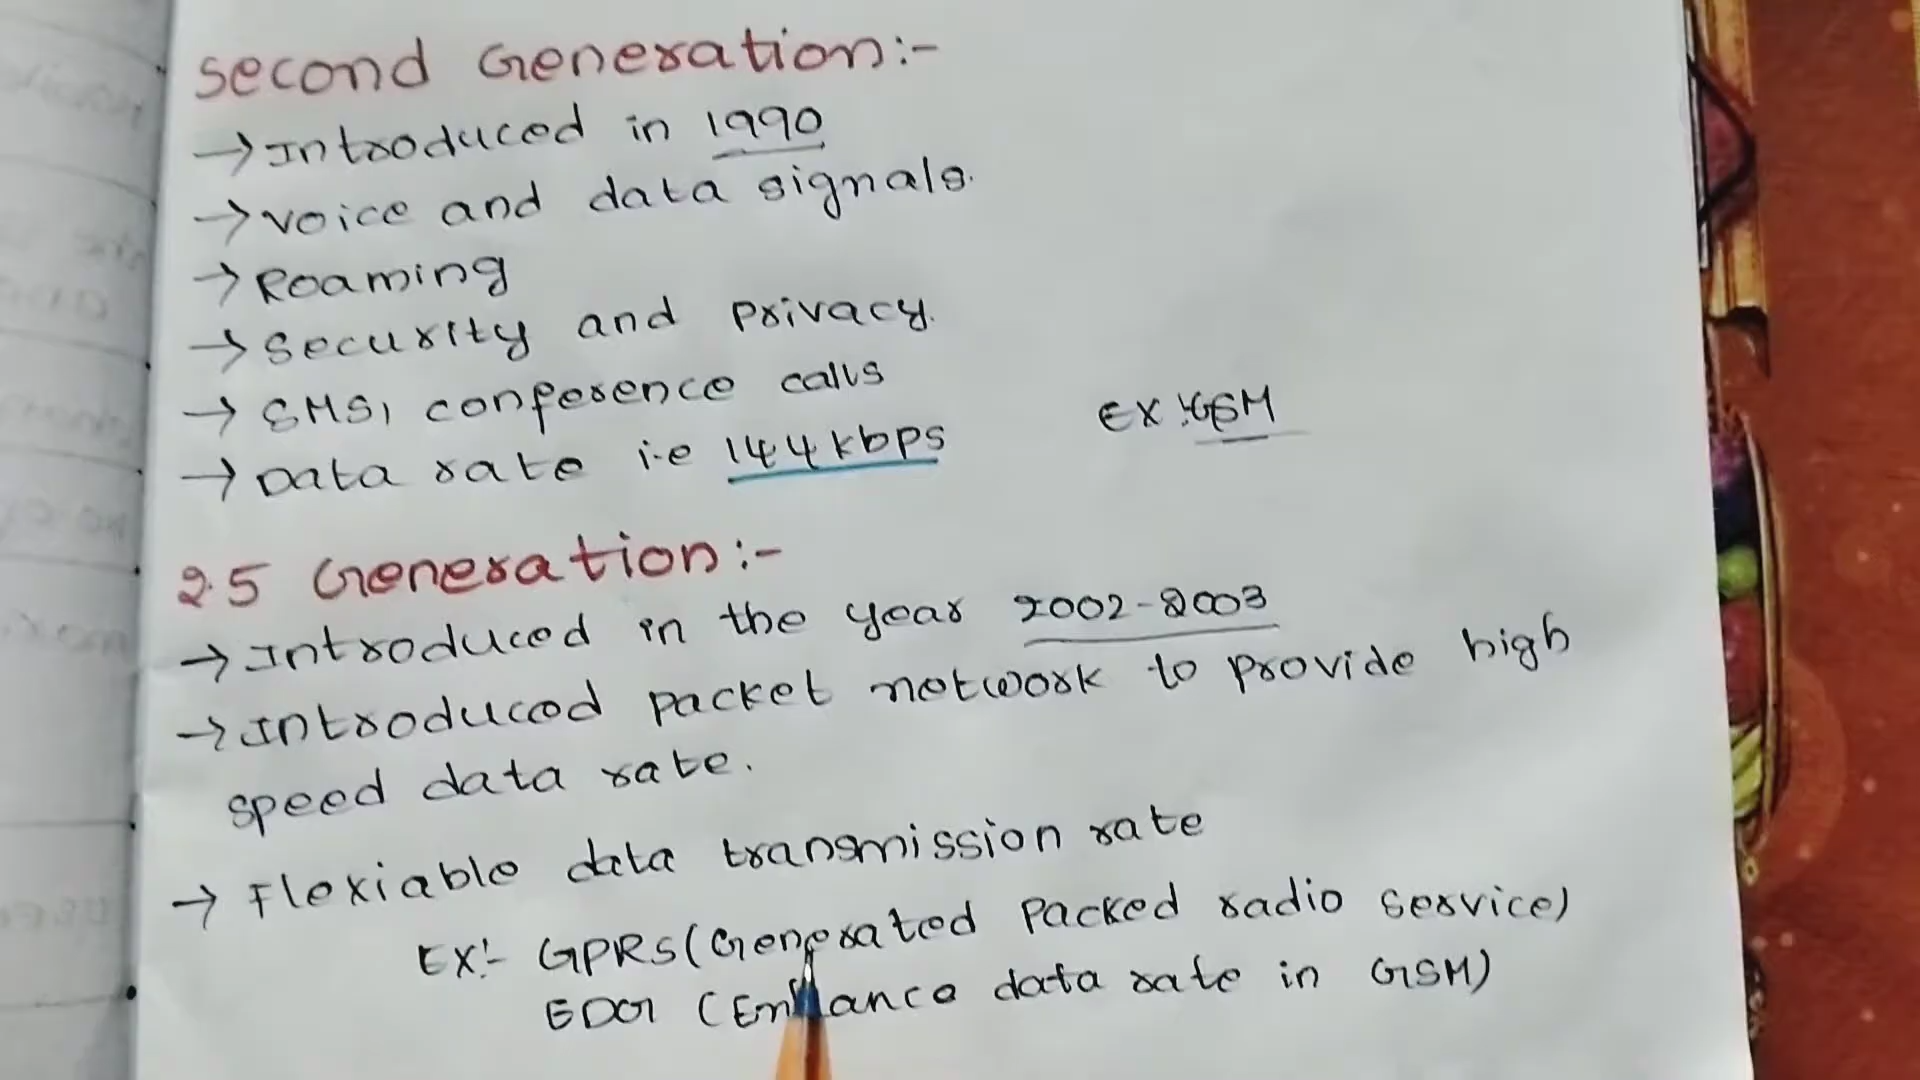 Second Generation:-
→Introduced in 1990
→voice and data signals.
→Roaming
→Security and Privacy.
→SMS, conference calls
EX:GSM
→Data rate i.e 144kbps
2.5 Generation:-
→Introduced in the year 2002-2003
→Introduced packet network to provide high
speed data rate.
→ Flexiable data transmission rate
EX:- GPRS(Generated Packed radio service)
EDG (Enhance data rate in GSM)